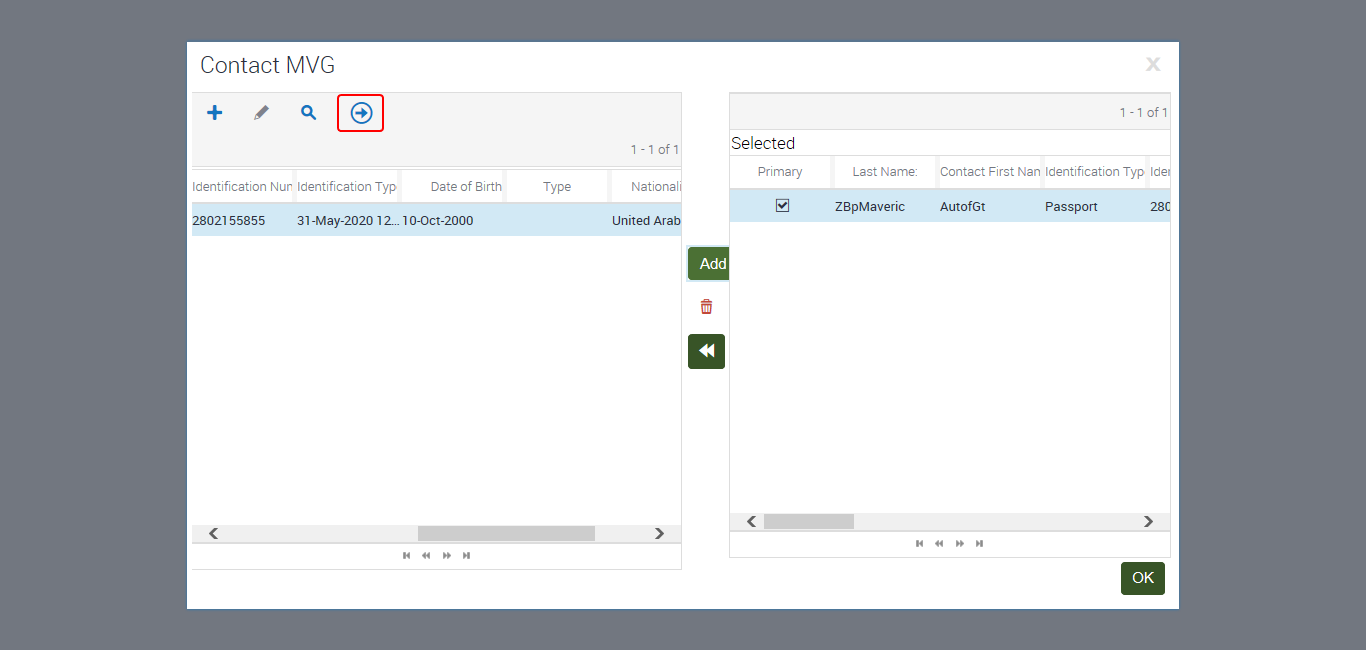 Contact MVG
X
1 - 1 of 1
Identification Nun Identification Typ Date of Birth Type Nationali
2802155855 31-May-2020 12... 10-Oct-2000 United Arab
Add
1 - 1 of 1
Selected
Primary Last Name: Contact First Nan Identification Typ Iden
ZBpMaveric AutofGt Passport 280
OK